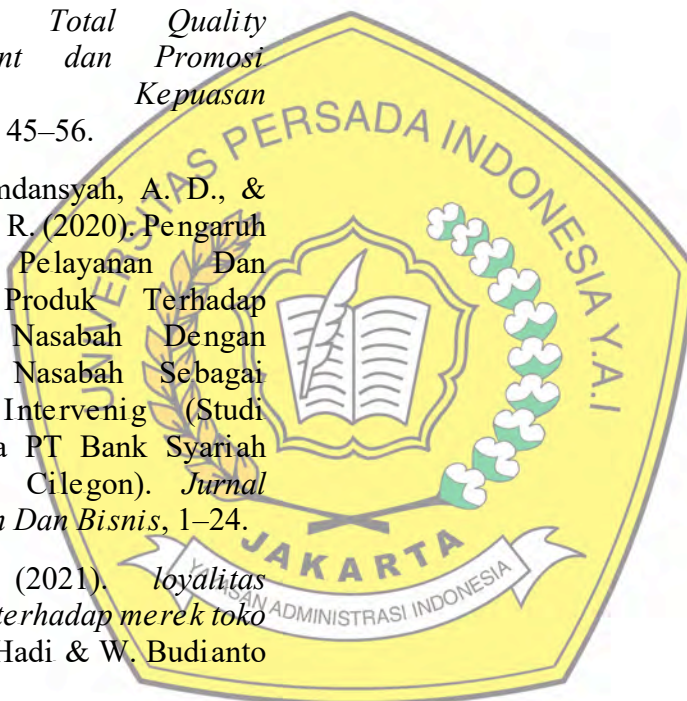 Total Quality
nt dan Promosi
Kepuasan
45–56.
mdansyah, A. D., &
R. (2020). Pengaruh
Pelayanan Dan
Produk Terhadap
Nasabah Dengan
Nasabah Sebagai
Intervenig (Studi
a PT Bank Syariah
Cilegon). Jurnal
n Dan Bisnis, 1–24.
(2021). loyalitas
terhadap merek toko
Hadi & W. Budianto
UNIVERSITAS PERSADA INDONESIA Y.A.I
JAKARTA
YAYASAN ADMINISTRASI INDONESIA